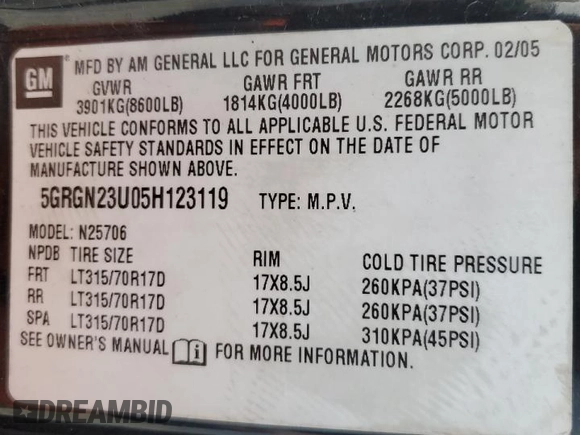 GM MFD BY AM GENERAL LLC FOR GENERAL MOTORS CORP. 02/05
GVWR GAWR FRT GAWR RR
3901KG(8600LB) 1814KG(4000LB) 2268KG(5000LB)
THIS VEHICLE CONFORMS TO ALL APPLICABLE U.S. FEDERAL MOTOR
VEHICLE SAFETY STANDARDS IN EFFECT ON THE DATE OF
MANUFACTURE SHOWN ABOVE.
5GRGN23U05H123119 TYPE: M.P.V.
MODEL: N25706
NPDB TIRE SIZE RIM COLD TIRE PRESSURE
FRT LT315/70R17D 17X8.5J 260KPA(37PSI)
RR LT315/70R17D 17X8.5J 260KPA(37PSI)
SPA LT315/70R17D 17X8.5J 310KPA(45PSI)
SEE OWNER'S MANUAL i FOR MORE INFORMATION.
DREAMBID